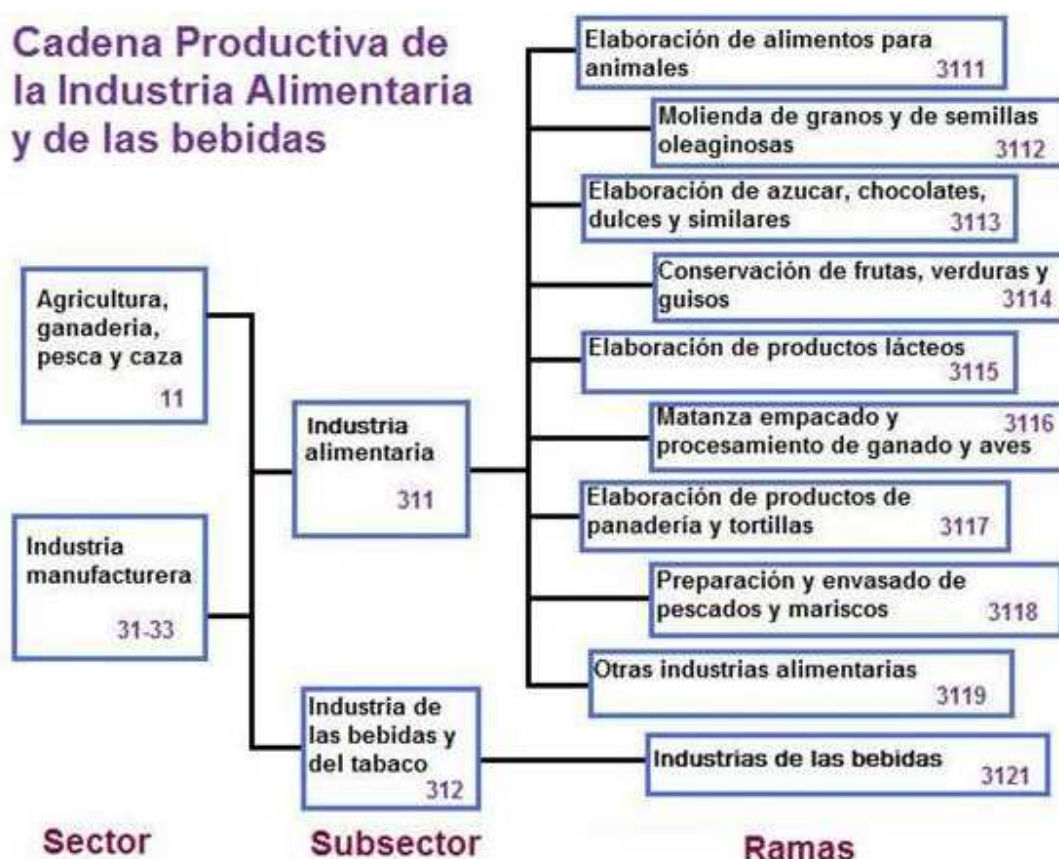 Cadena Productiva de
la Industria Alimentaria
y de las bebidas
Agricultura,
ganaderia,
pesca y caza
11
Industria
manufacturera
31-33
Sector
Industria
alimentaria
311
Industria de
las bebidas y
del tabaco
312
Subsector
Elaboración de alimentos para
animales
3111
Molienda de granos y de semillas
oleaginosas
3112
Elaboración de azucar, chocolates,
dulces y similares
3113
Conservación de frutas, verduras y
guisos
3114
Elaboración de productos lácteos
3115
Matanza empacado y
3116
procesamiento de ganado y aves
Elaboración de productos de
panadería y tortillas
3117
Preparación y envasado de
pescados y mariscos
3118
Otras industrias alimentarias
3119
Industrias de las bebidas
3121
Ramas